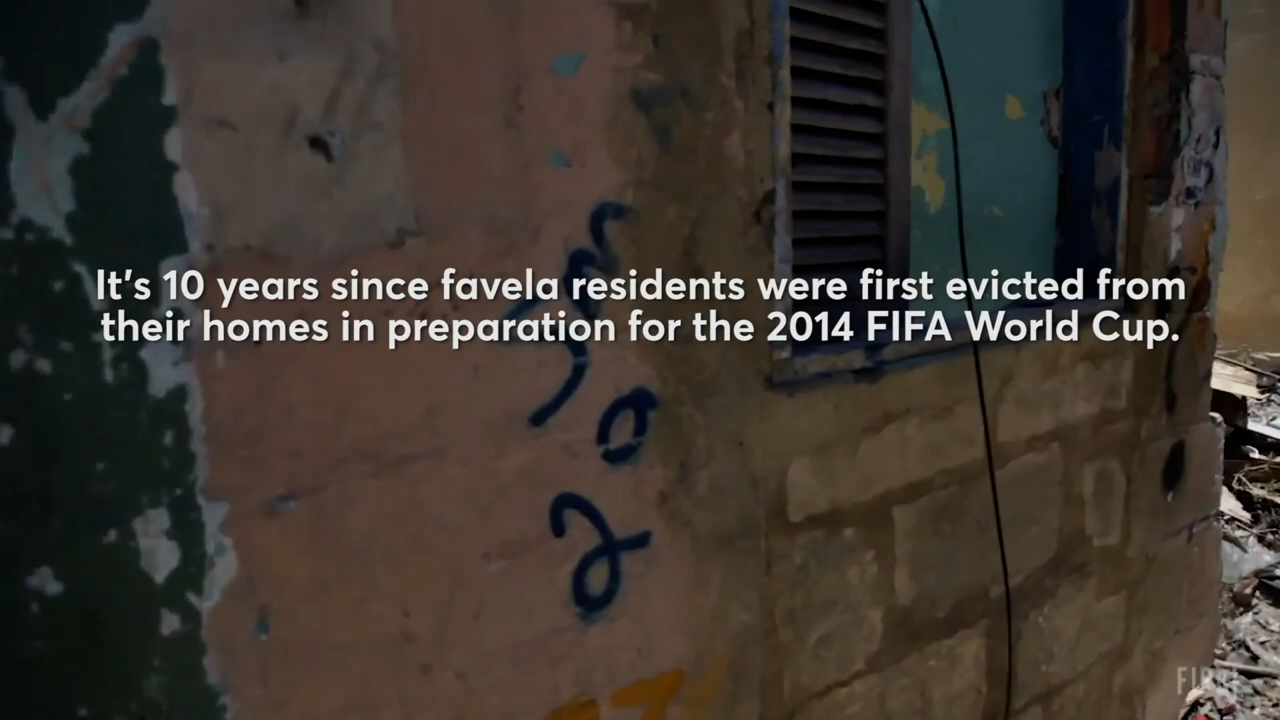 It's 10 years since favela residents were first evicted from
their homes in preparation for the 2014 FIFA World Cup.